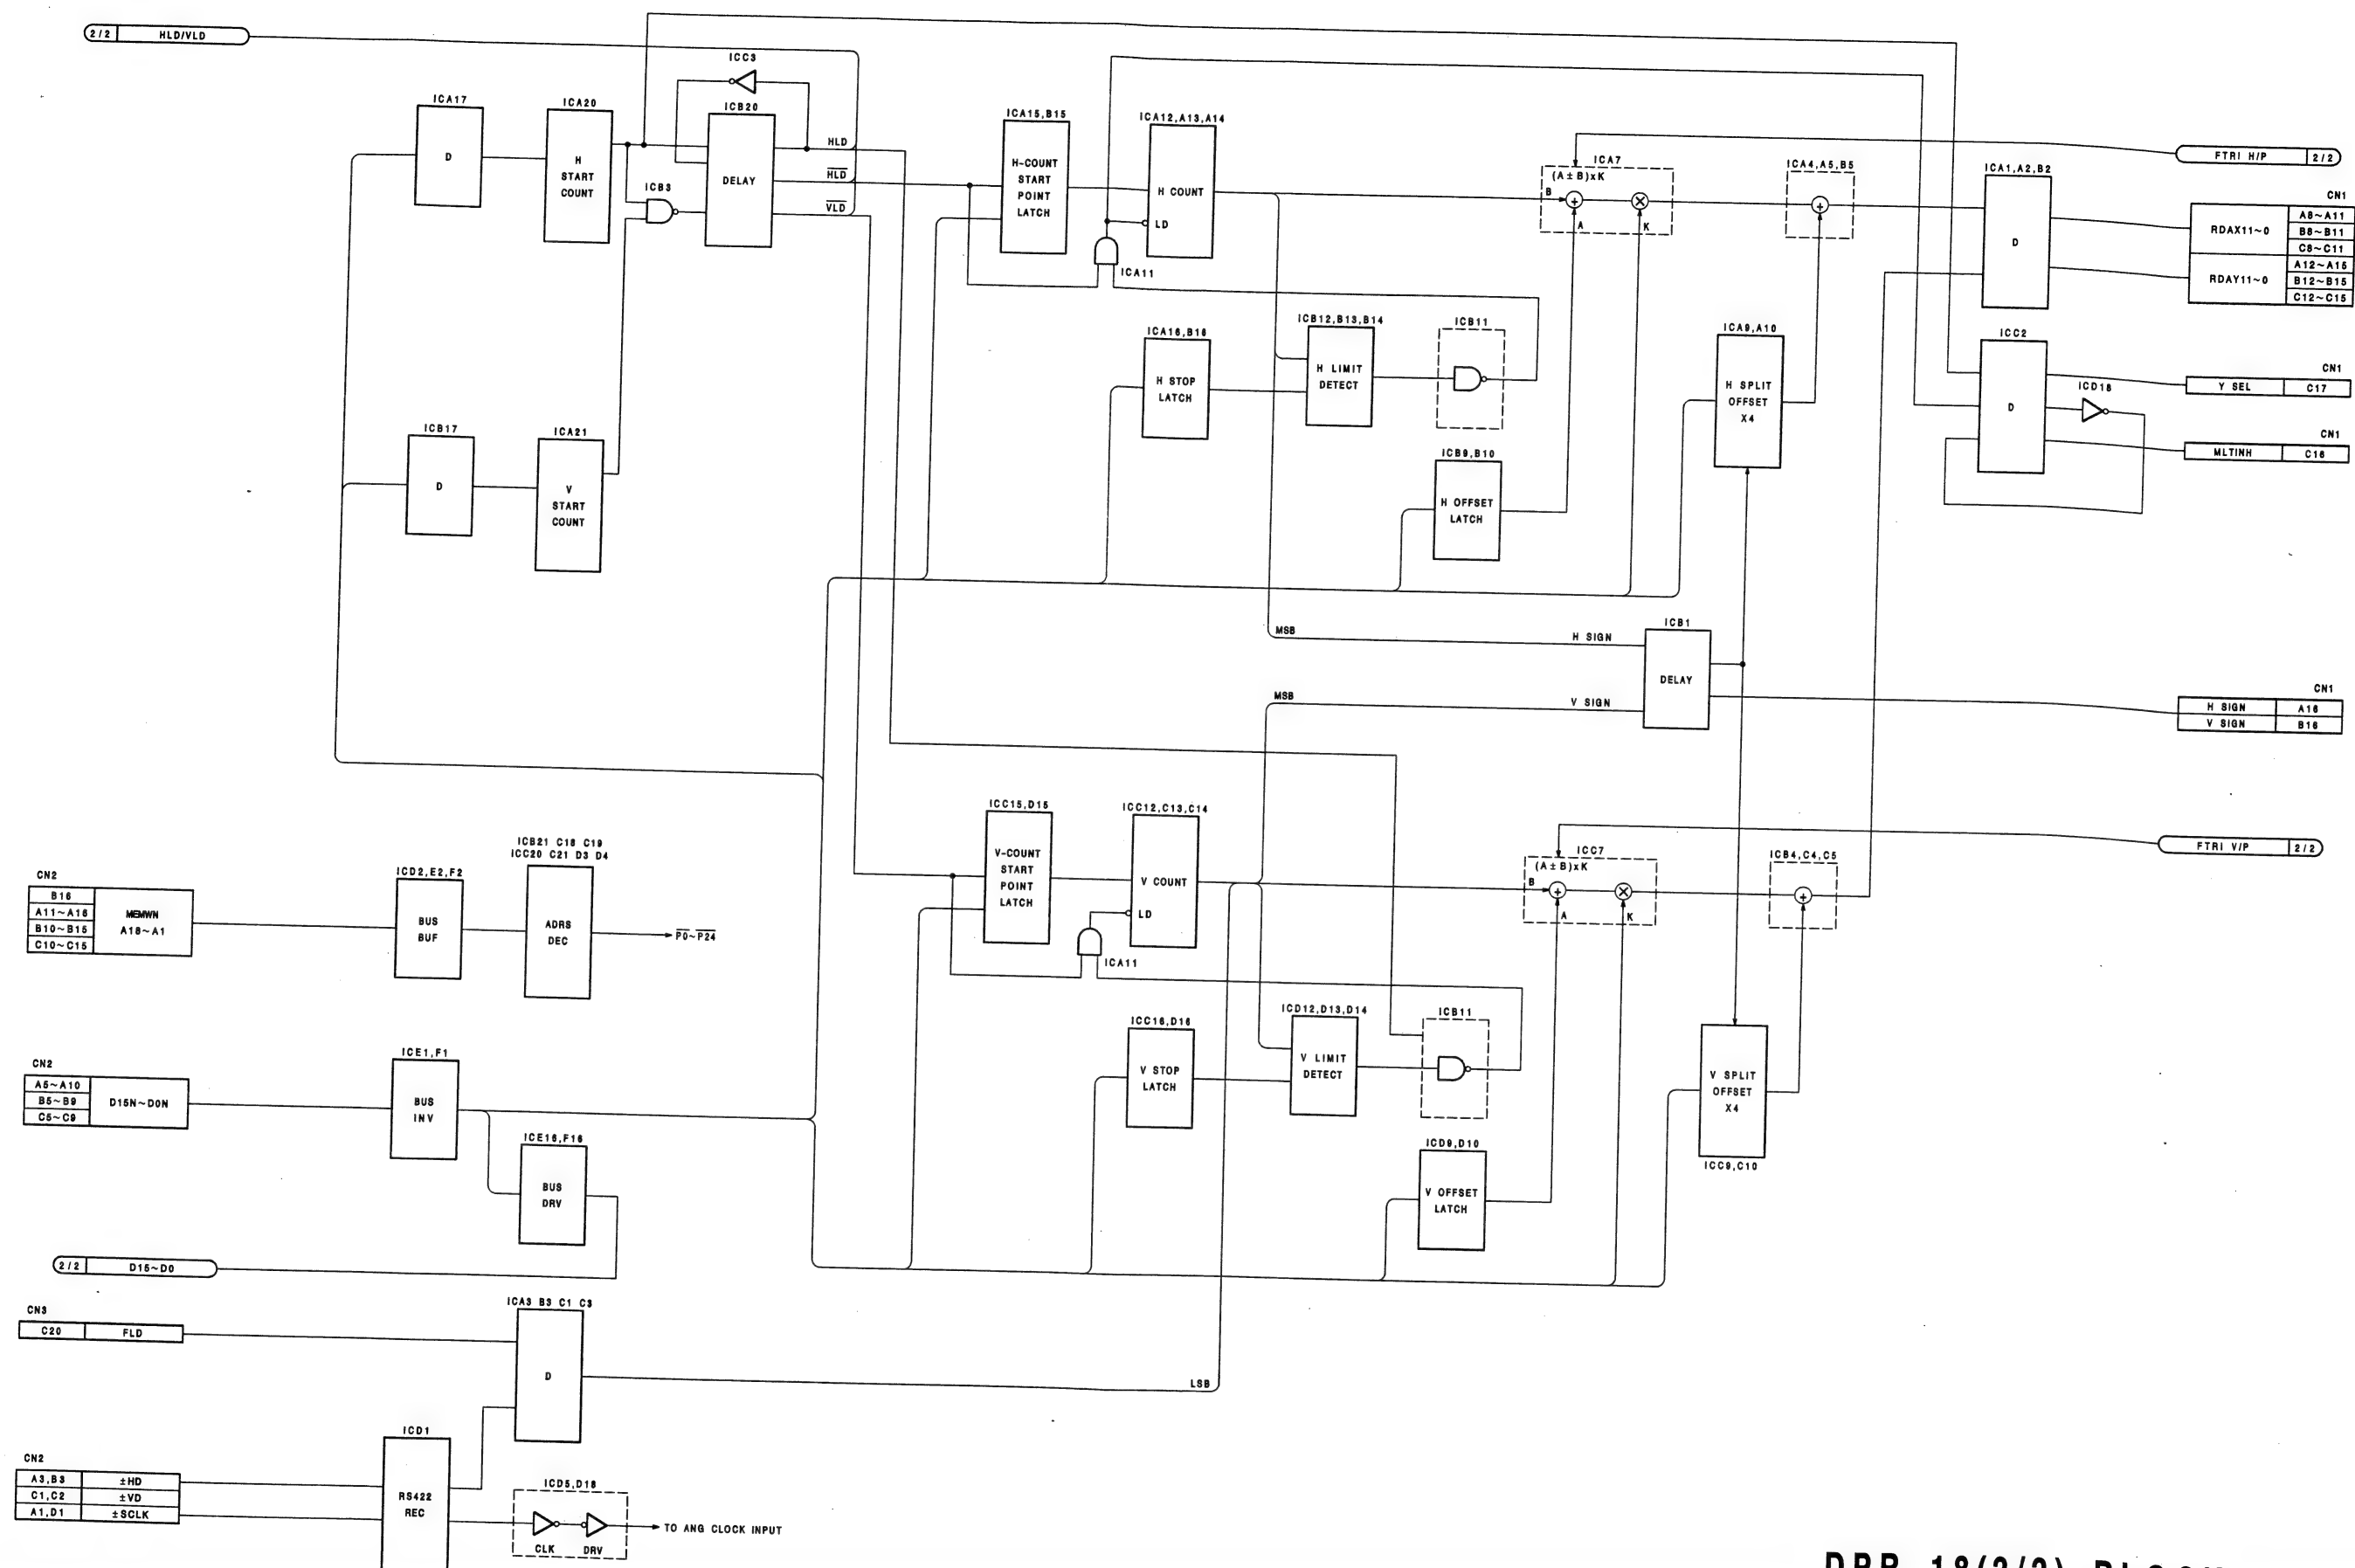 2/2 HLD/VLD
ICC3
ICA17
D
ICA20
H
START
COUNT
ICB20
DELAY
HLD
HLD
VLD
ICB3
ICA15,B15
H-COUNT
START
POINT
LATCH
ICA12,A13,A14
H COUNT
LD
ICA11
ICA7
(A±B)xK
B
A
K
ICA4,A5,B5
FTRI H/P 2/2
ICA1,A2,B2
D
CN1
RDAX11~0
A8~A11
B8~B11
C8~C11
RDAY11~0
A12~A15
B12~B15
C12~C15
ICA16,B16
H STOP
LATCH
ICB12,B13,B14
H LIMIT
DETECT
ICB11
ICA9,A10
H SPLIT
OFFSET
X4
ICC2
D
ICD18
CN1
Y SEL C17
CN1
MLTINH C16
ICB17
D
ICA21
V
START
COUNT
ICB9,B10
H OFFSET
LATCH
MSB
H SIGN
ICB1
DELAY
MSB
V SIGN
CN1
H SIGN A16
V SIGN B16
ICC15,D15
V-COUNT
START
POINT
LATCH
ICC12,C13,C14
V COUNT
LD
ICA11
ICC7
(A±B)xK
B
A
K
ICB4,C4,C5
FTRI V/P 2/2
CN2
B16
A11~A16
B10~B15
C10~C15
MEMWN
A18~A1
ICD2,E2,F2
BUS
BUF
ICB21 C18 C19
ICC20 C21 D3 D4
ADRS
DEC
P0~P24
ICC16,D16
V STOP
LATCH
ICD12,D13,D14
V LIMIT
DETECT
ICB11
V SPLIT
OFFSET
X4
ICC9,C10
CN2
A5~A10
B5~B9
C5~C9
D15N~D0N
ICE1,F1
BUS
INV
ICE16,F16
BUS
DRV
ICD9,D10
V OFFSET
LATCH
2/2 D15~D0
CN3
C20 FLD
ICA3 B3 C1 C3
D
LSB
CN2
A3,B3 ±HD
C1,C2 ±VD
A1,D1 ±SCLK
ICD1
RS422
REC
ICD5,D18
CLK DRV
TO ANG CLOCK INPUT